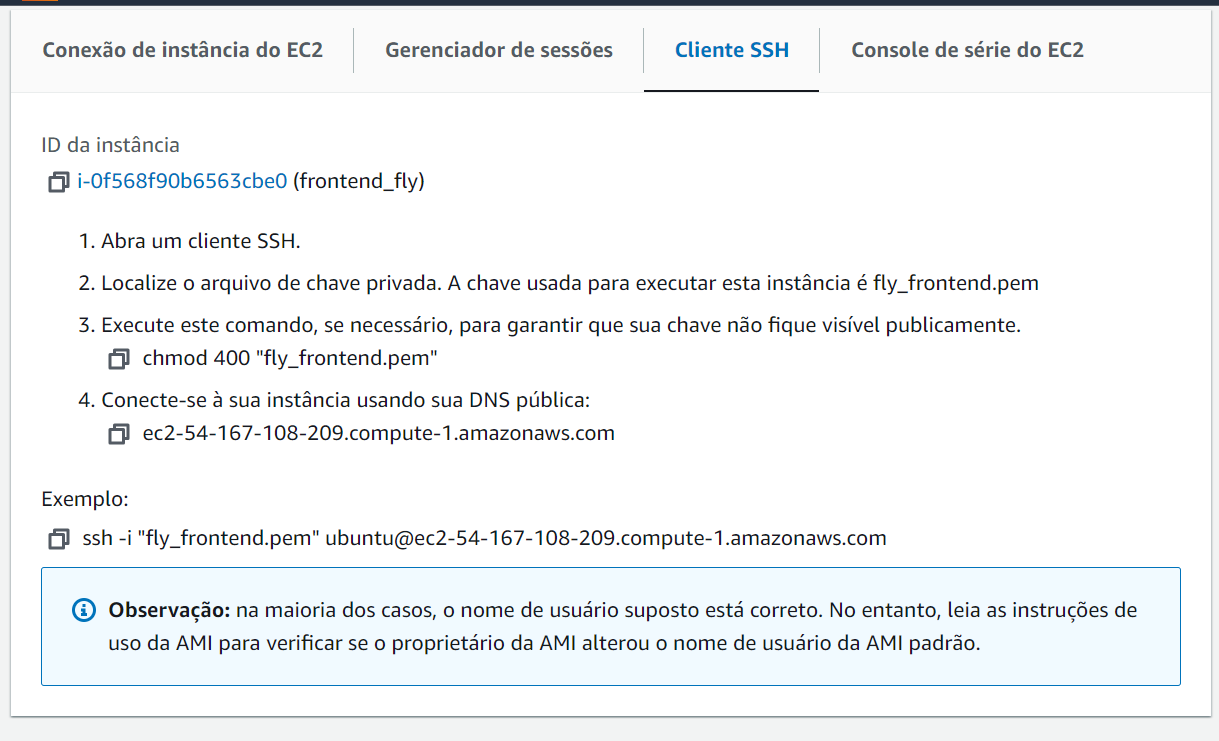 Conexão de instância do EC2
Gerenciador de sessões
Cliente SSH
Console de série do EC2
ID da instância
i-0f568f90b6563cbe0 (frontend_fly)
1. Abra um cliente SSH.
2. Localize o arquivo de chave privada. A chave usada para executar esta instância é fly_frontend.pem
3. Execute este comando, se necessário, para garantir que sua chave não fique visível publicamente.
chmod 400 "fly_frontend.pem"
4. Conecte-se à sua instância usando sua DNS pública:
ec2-54-167-108-209.compute-1.amazonaws.com
Exemplo:
ssh -i "fly_frontend.pem" ubuntu@ec2-54-167-108-209.compute-1.amazonaws.com
Observação: na maioria dos casos, o nome de usuário suposto está correto. No entanto, leia as instruções de
uso da AMI para verificar se o proprietário da AMI alterou o nome de usuário da AMI padrão.